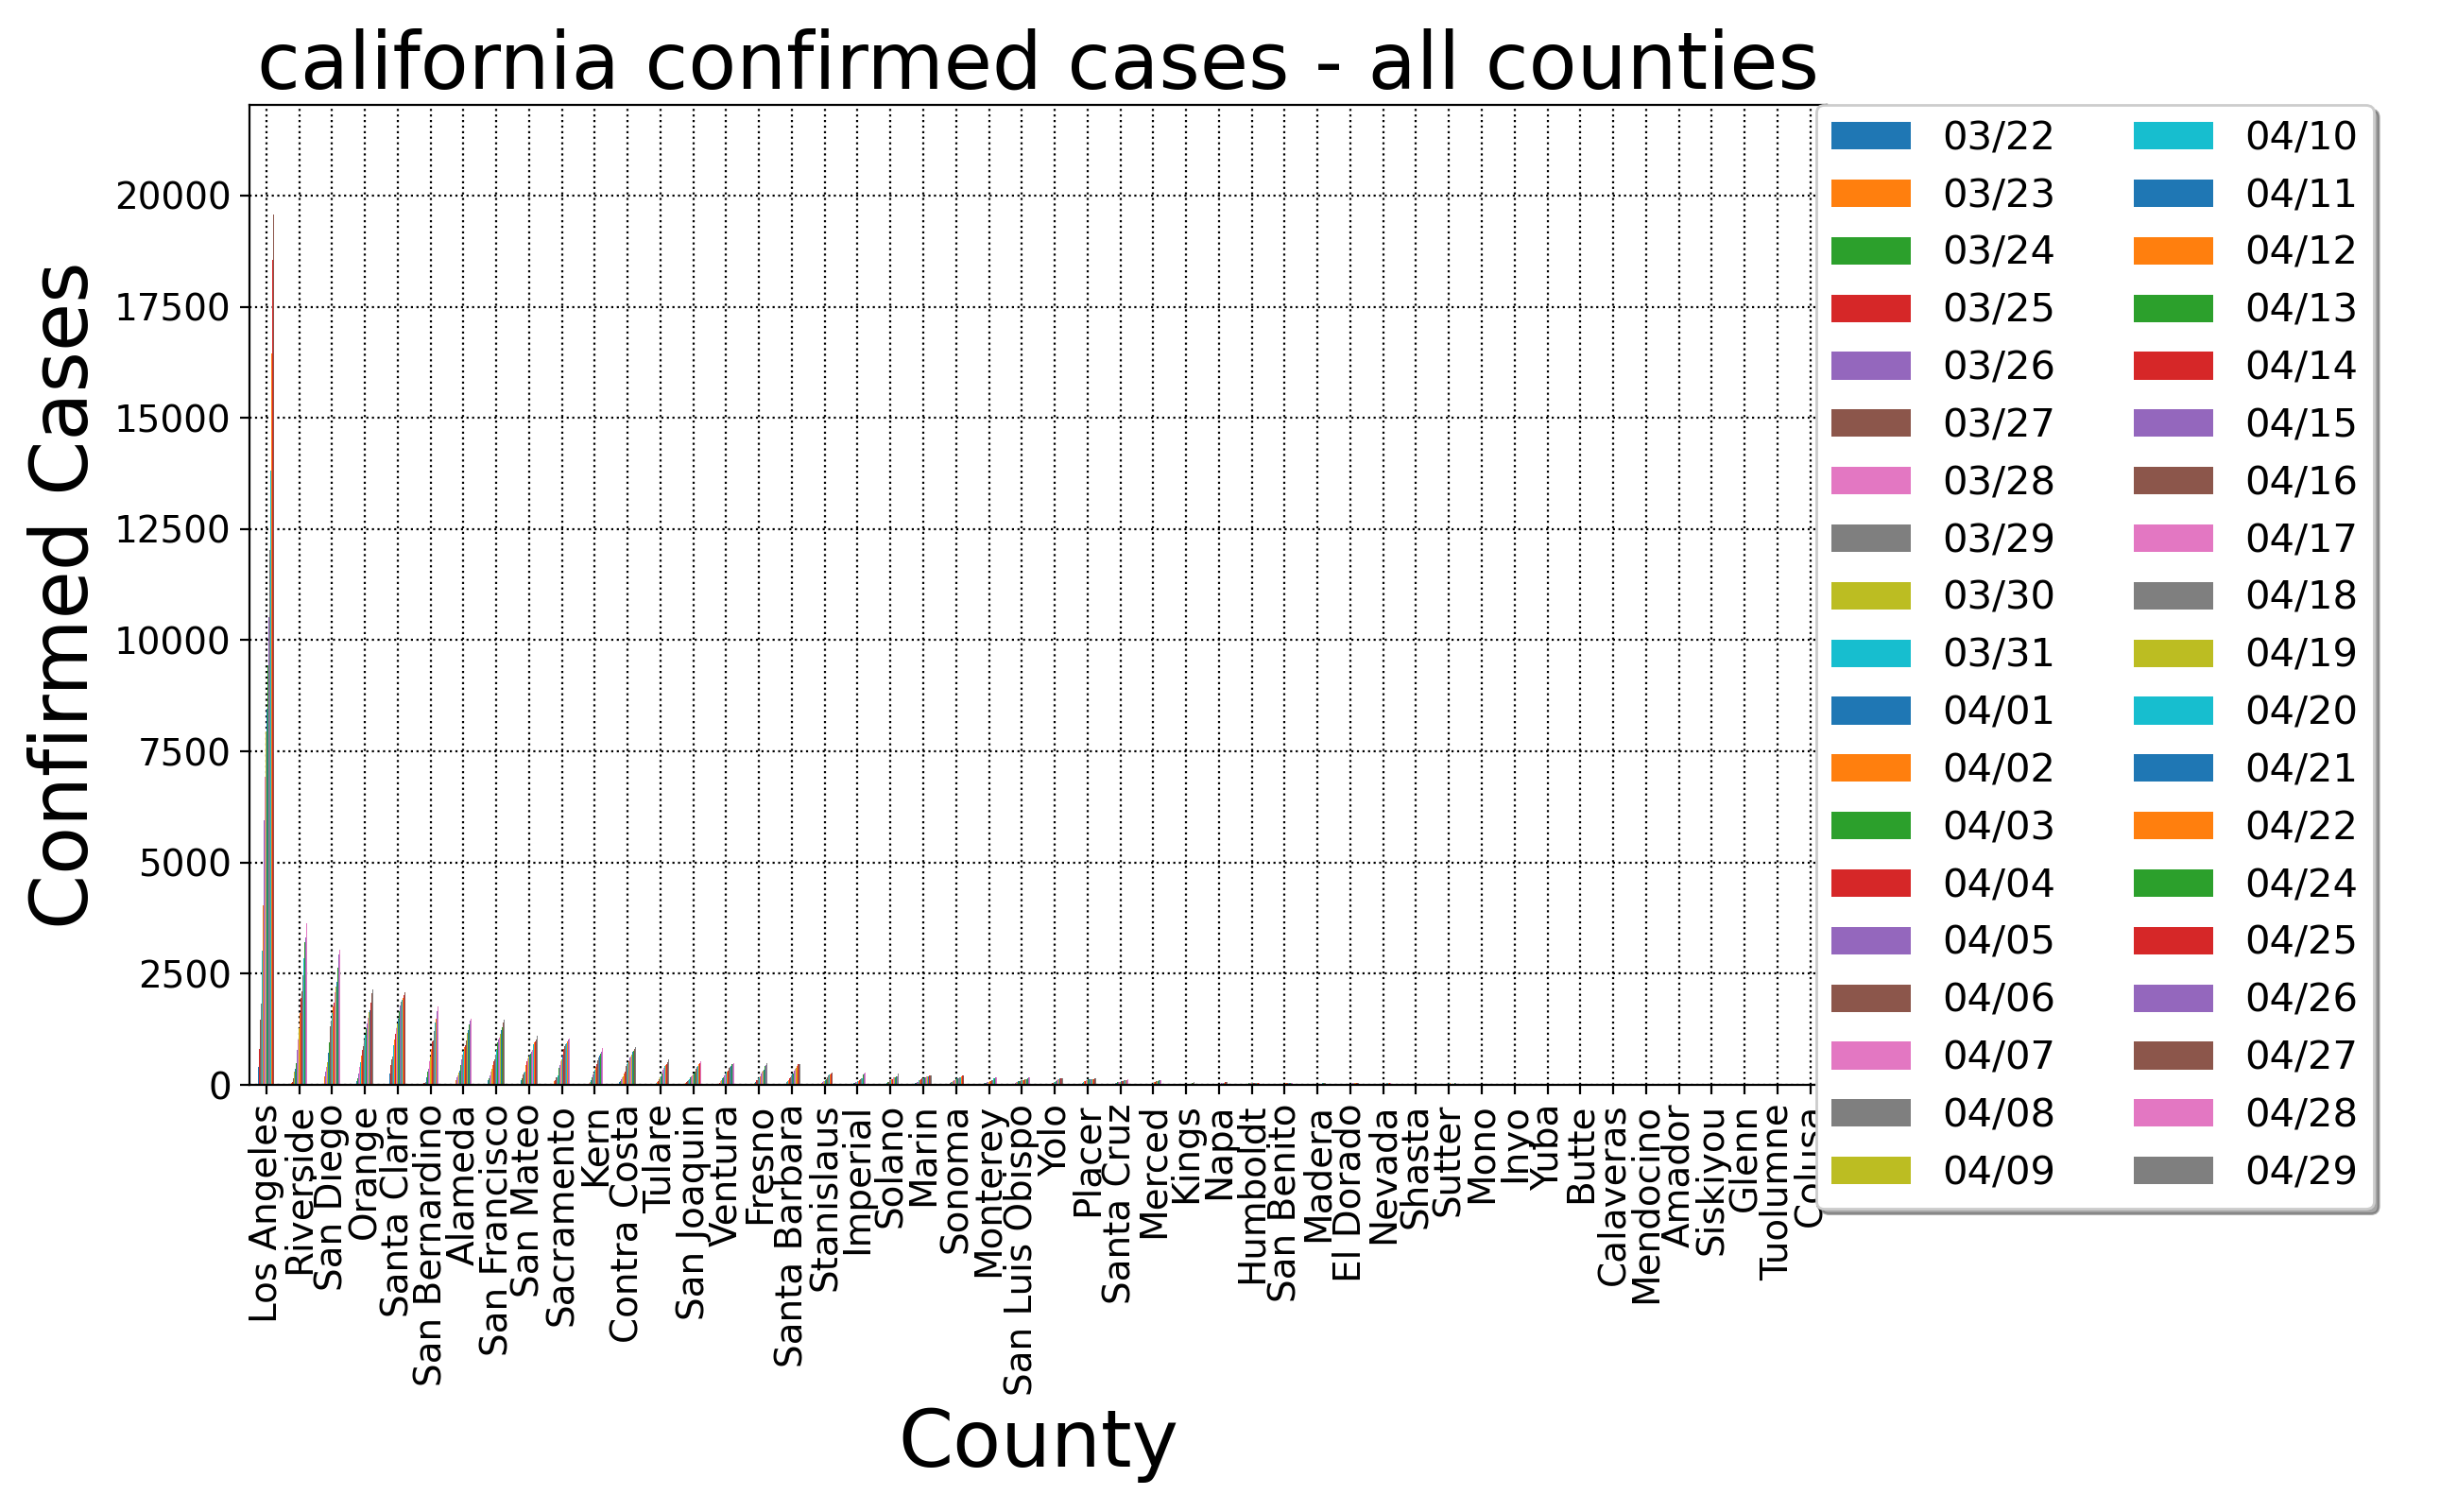 california confirmed cases - all counties
Confirmed Cases
20000
17500
15000
12500
10000
7500
5000
2500
0
Los Angeles
Riverside
San Diego
Orange
Santa Clara
San Bernardino
Alameda
San Francisco
San Mateo
Sacramento
Kern
Contra Costa
Tulare
San Joaquin
Ventura
Fresno
Santa Barbara
Stanislaus
Imperial
Solano
Marin
Sonoma
Monterey
San Luis Obispo
Yolo
Placer
Santa Cruz
Merced
Kings
Napa
Humboldt
San Benito
Madera
El Dorado
Nevada
Shasta
Sutter
Mono
Inyo
Yuba
Butte
Calaveras
Mendocino
Amador
Siskiyou
Glenn
Tuolumne
Colusa
County
03/22
03/23
03/24
03/25
03/26
03/27
03/28
03/29
03/30
03/31
04/01
04/02
04/03
04/04
04/05
04/06
04/07
04/08
04/09
04/10
04/11
04/12
04/13
04/14
04/15
04/16
04/17
04/18
04/19
04/20
04/21
04/22
04/24
04/25
04/26
04/27
04/28
04/29